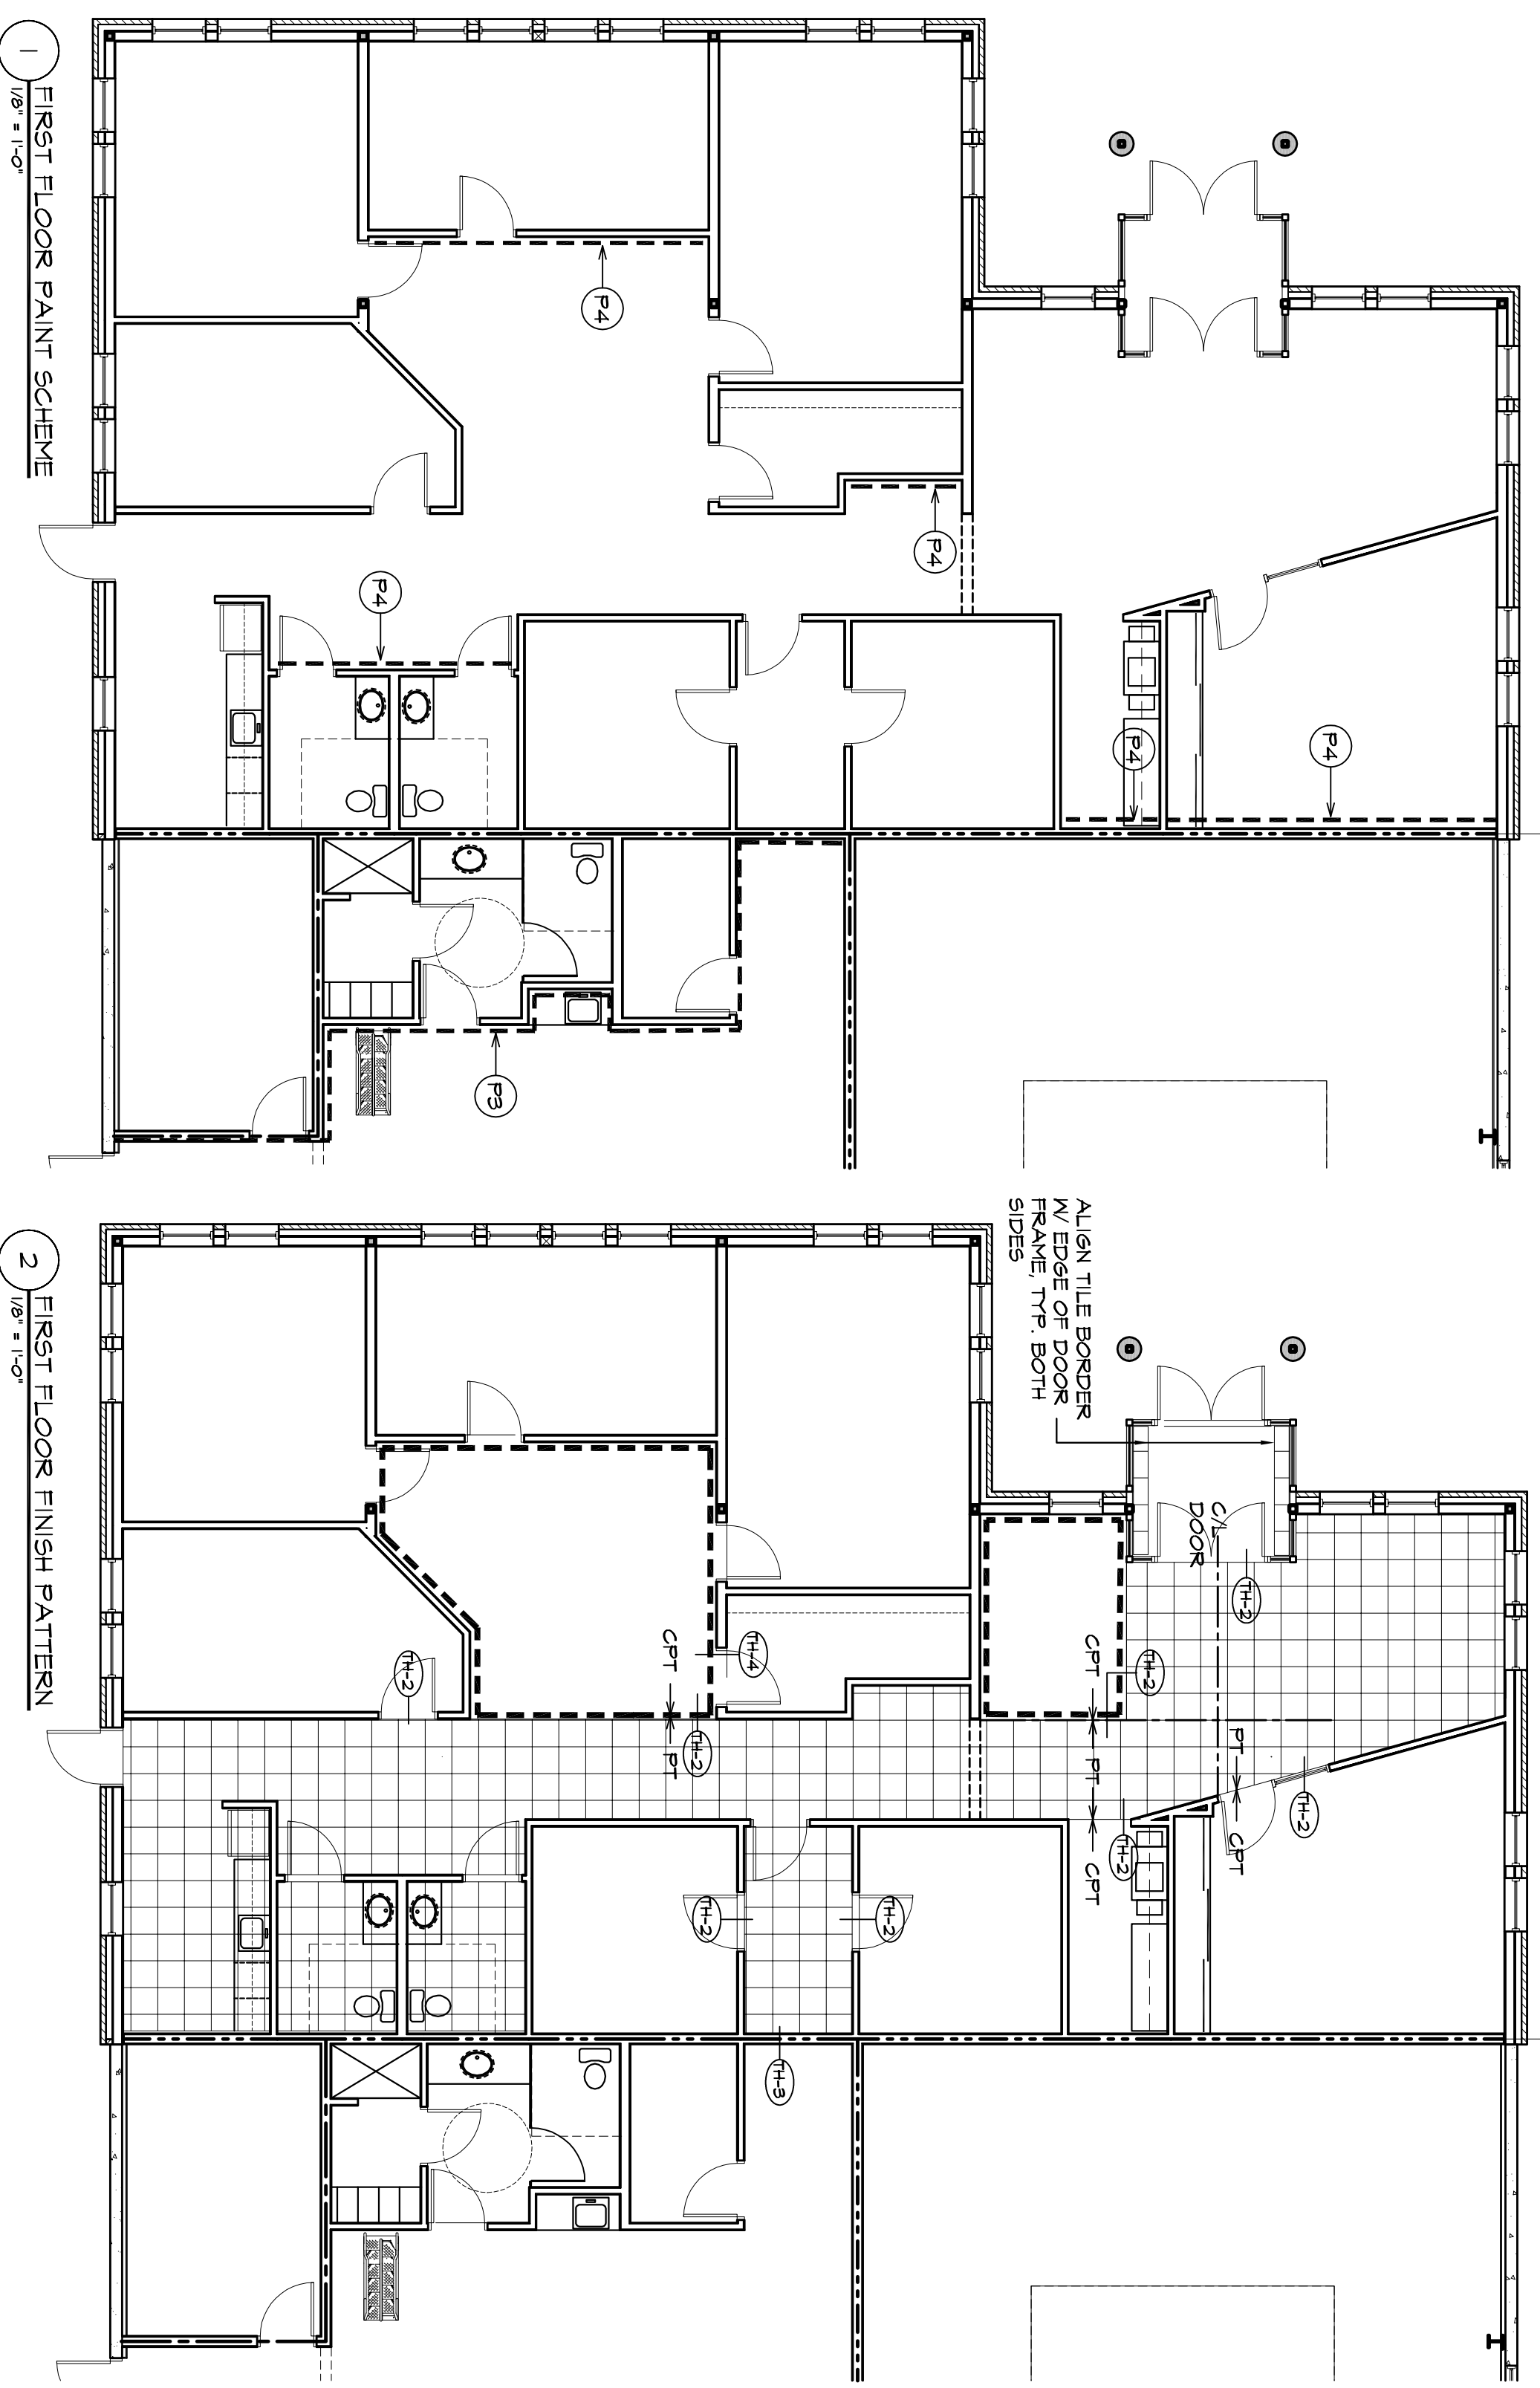 1
FIRST FLOOR PAINT SCHEME
1/8" = 1'-0"
P4
P4
P4
P4
P4
P3
2
FIRST FLOOR FINISH PATTERN
1/8" = 1'-0"
ALIGN TILE BORDER
W/ EDGE OF DOOR
FRAME, TYP. BOTH
SIDES
C/L
DOOR
TH-2
TH-2
CPT
PT
CPT
TH-2
PT
CPT
TH-2
TH-4
CPT
PT
TH-2
TH-2
TH-2
TH-2
TH-3